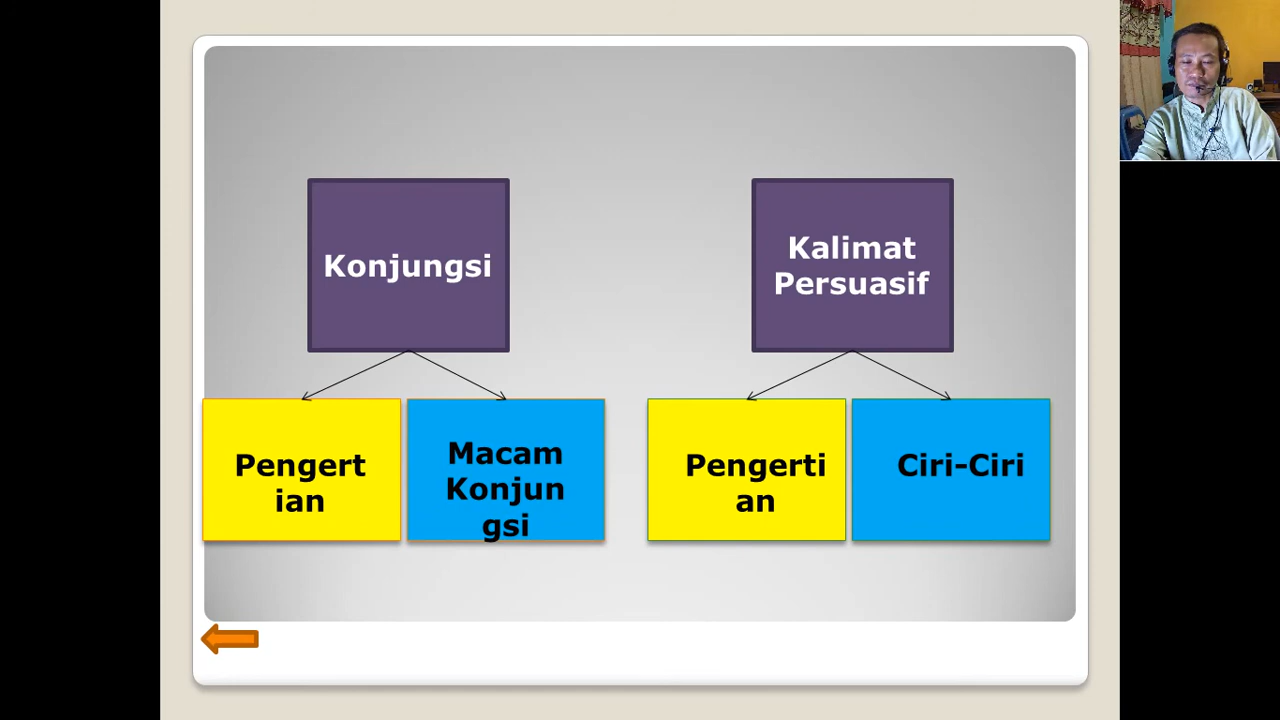 Konjungsi
Kalimat
Persuasif
Pengert
ian
Macam
Konjun
gsi
Pengerti
an
Ciri-Ciri